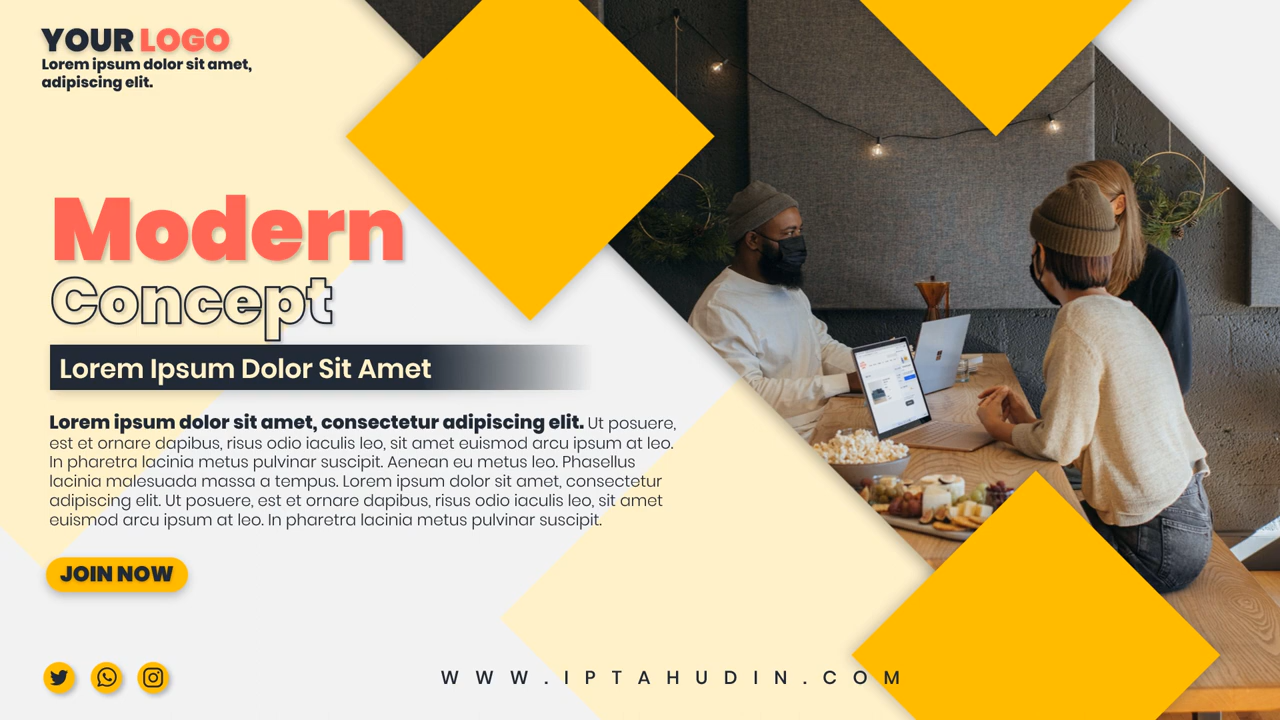 YOUR LOGO
Lorem ipsum dolor sit amet,
adipiscing elit.
Modern
Concept
Lorem Ipsum Dolor Sit Amet
Lorem ipsum dolor sit amet, consectetur adipiscing elit. Ut posuere,
est et ornare dapibus, risus odio iaculis leo, sit amet euismod arcu ipsum at leo.
In pharetra lacinia metus pulvinar suscipit. Aenean eu metus leo. Phasellus
lacinia malesuada massa a tempus. Lorem ipsum dolor sit amet, consectetur
adipiscing elit. Ut posuere, est et ornare dapibus, risus odio iaculis leo, sit amet
euismod arcu ipsum at leo. In pharetra lacinia metus pulvinar suscipit.
JOIN NOW
WWW.IPTAHUDIN.COM